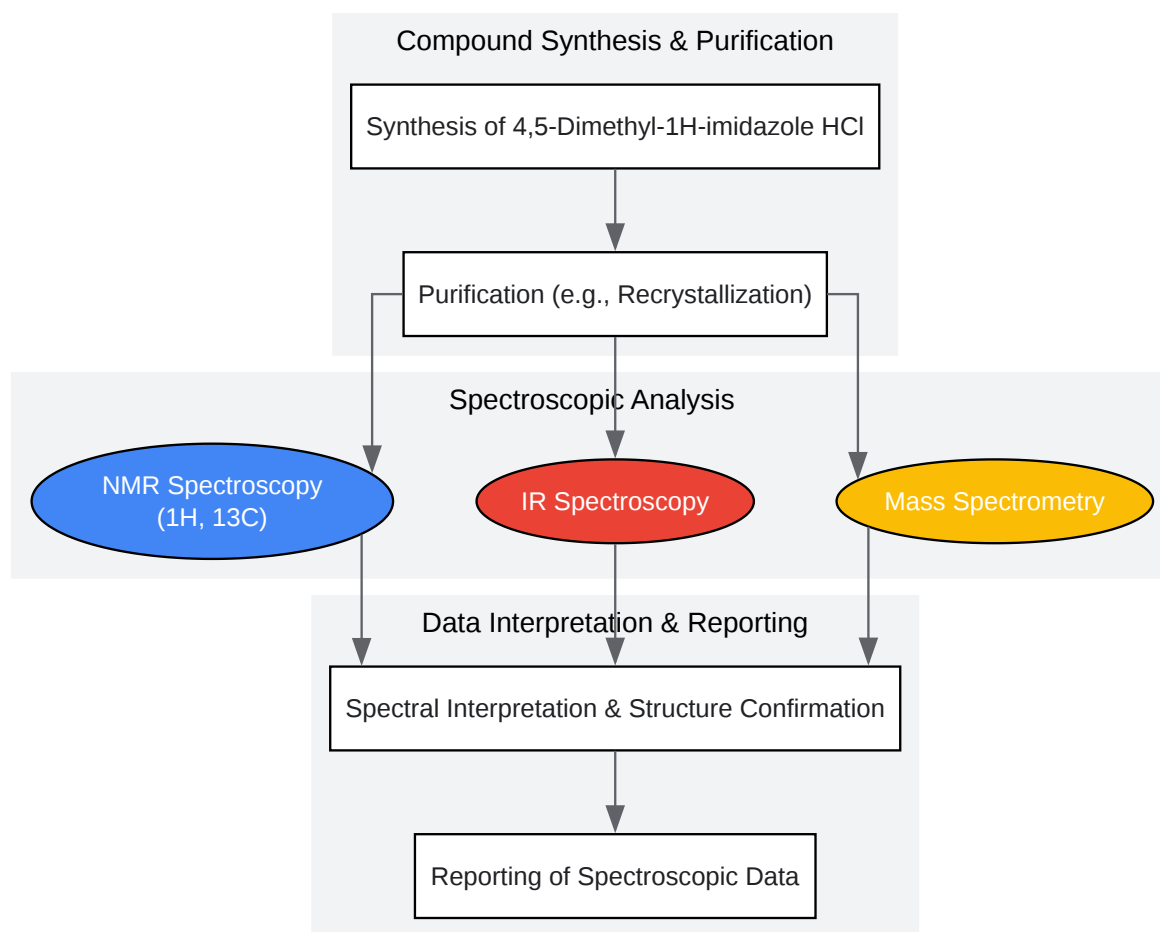 Compound Synthesis & Purification
Synthesis of 4,5-Dimethyl-1H-imidazole HCl
Purification (e.g., Recrystallization)
Spectroscopic Analysis
NMR Spectroscopy
(1H, 13C)
IR Spectroscopy
Mass Spectrometry
Data Interpretation & Reporting
Spectral Interpretation & Structure Confirmation
Reporting of Spectroscopic Data